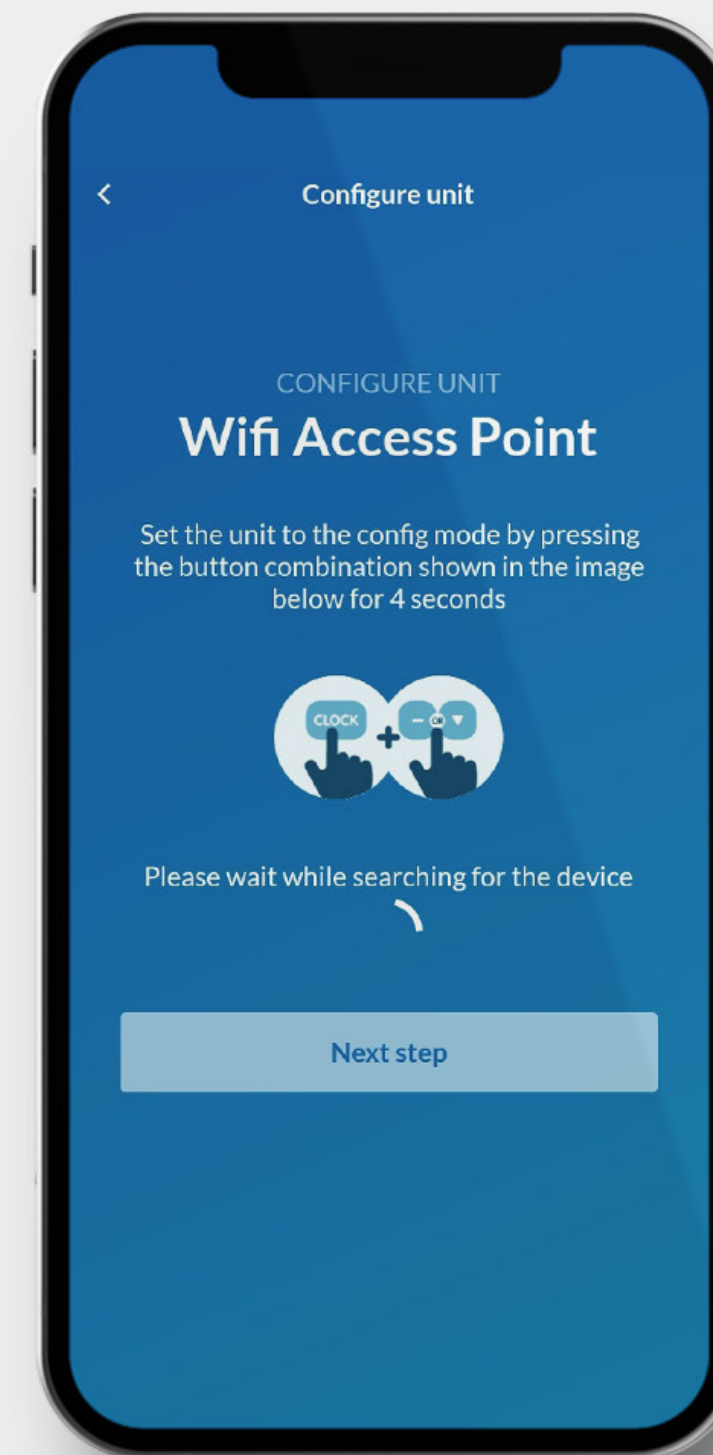 Configure unit
CONFIGURE UNIT
Wifi Access Point
Set the unit to the config mode by pressing
the button combination shown in the image
below for 4 seconds
CLOCK + - OR ▼
Please wait while searching for the device
Next step